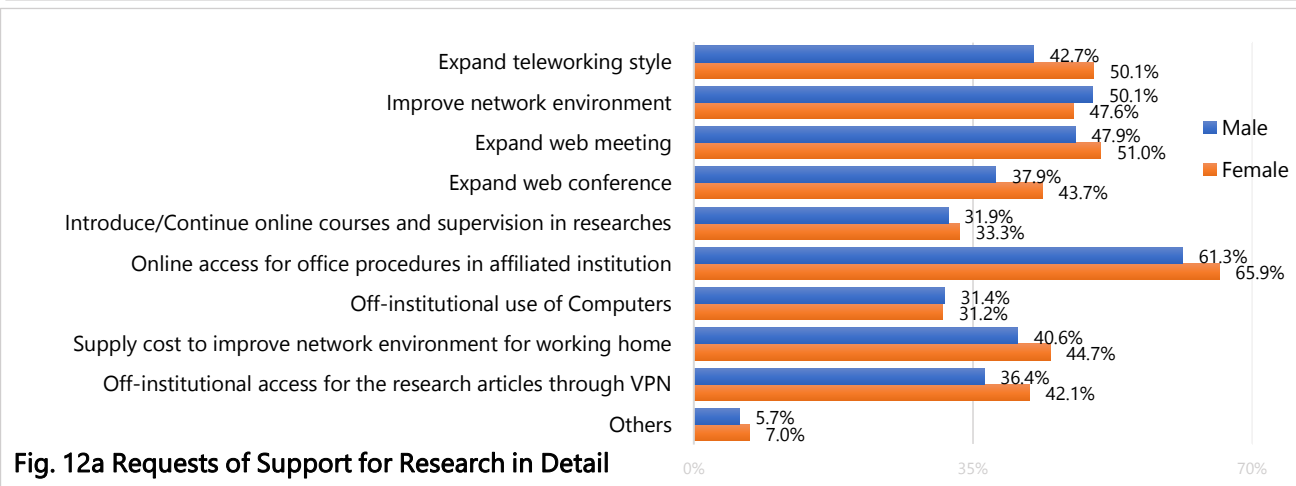 Expand teleworking style
42.7%
50.1%
Improve network environment
50.1%
47.6%
Expand web meeting
47.9%
51.0%
Expand web conference
37.9%
43.7%
Introduce/Continue online courses and supervision in researches
31.9%
33.3%
Online access for office procedures in affiliated institution
61.3%
65.9%
Off-institutional use of Computers
31.4%
31.2%
Supply cost to improve network environment for working home
40.6%
44.7%
Off-institutional access for the research articles through VPN
36.4%
42.1%
Others
5.7%
7.0%
Male
Female
0%
35%
70%
Fig. 12a Requests of Support for Research in Detail